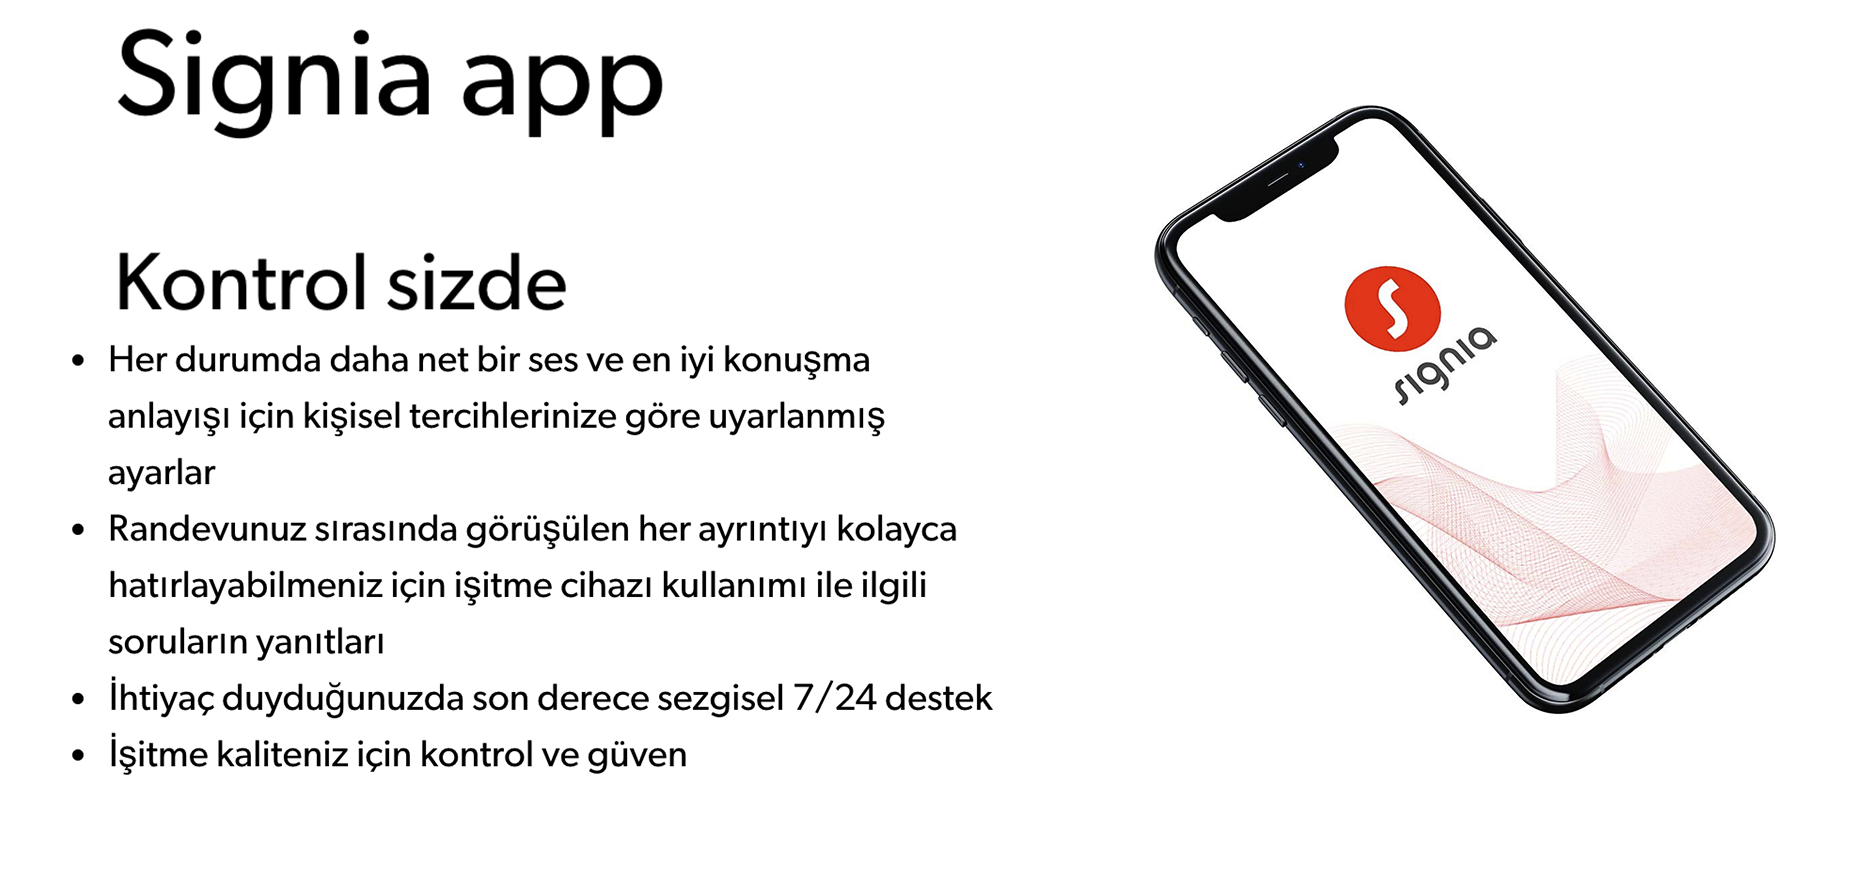 Signia app
Kontrol sizde
• Her durumda daha net bir ses ve en iyi konuşma
anlayışı için kişisel tercihlerinize göre uyarlanmış
ayarlar
• Randevunuz sırasında görüşülen her ayrıntıyı kolayca
hatırlayabilmeniz için işitme cihazı kullanımı ile ilgili
soruların yanıtları
• İhtiyaç duyduğunuzda son derece sezgisel 7/24 destek
• İşitme kaliteniz için kontrol ve güven
S
signia